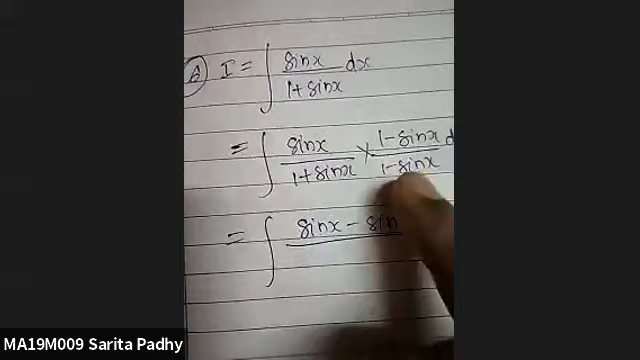 (A) I = ∫ sinx / 1 + sinx dx
= ∫ sinx / 1 + sinx × 1 - sinx / 1 - sinx d
= ∫ sinx - sin
MA19M009 Sarita Padhy